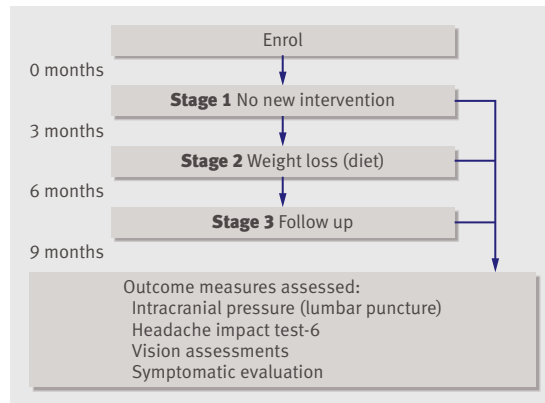 Enrol
0 months
Stage 1 No new intervention
3 months
Stage 2 Weight loss (diet)
6 months
Stage 3 Follow up
9 months
Outcome measures assessed:
Intracranial pressure (lumbar puncture)
Headache impact test-6
Vision assessments
Symptomatic evaluation